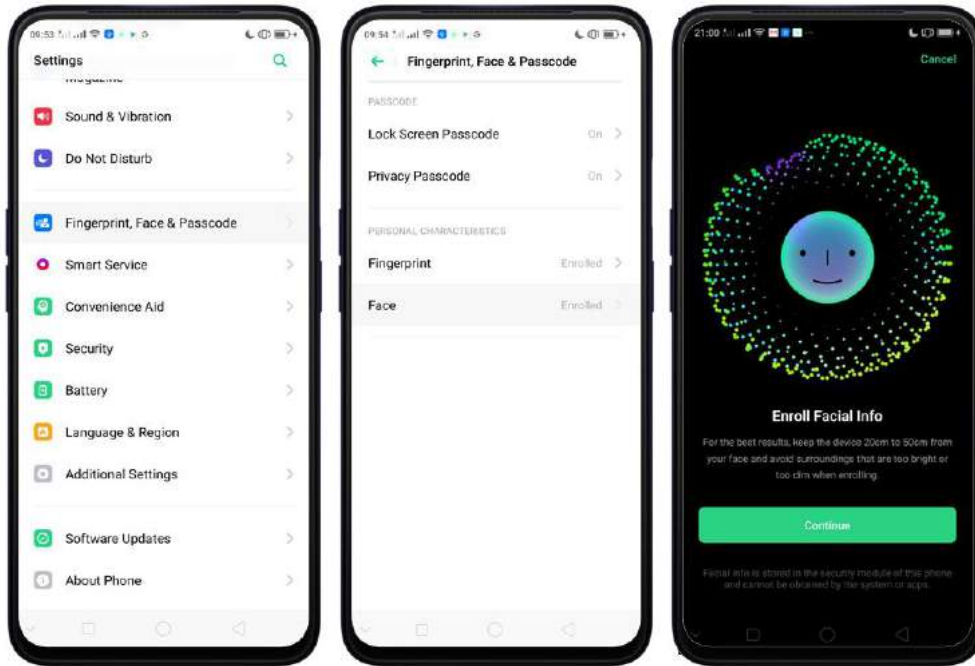 09:53
Settings
Magazine
Sound & Vibration
Do Not Disturb
Fingerprint, Face & Passcode
Smart Service
Convenience Aid
Security
Battery
Language & Region
Additional Settings
Software Updates
About Phone
09:54
Fingerprint, Face & Passcode
PASSCODE
Lock Screen Passcode On
Privacy Passcode On
PERSONAL CHARACTERISTICS
Fingerprint Enrolled
Face Enrolled
21:00
Cancel
Enroll Facial Info
For the best results, keep the device 20cm to 50cm from
your face and avoid surroundings that are too bright or
too dim when enrolling.
Continue
Facial info is stored in the security module of this phone
and cannot be obtained by the system or apps.